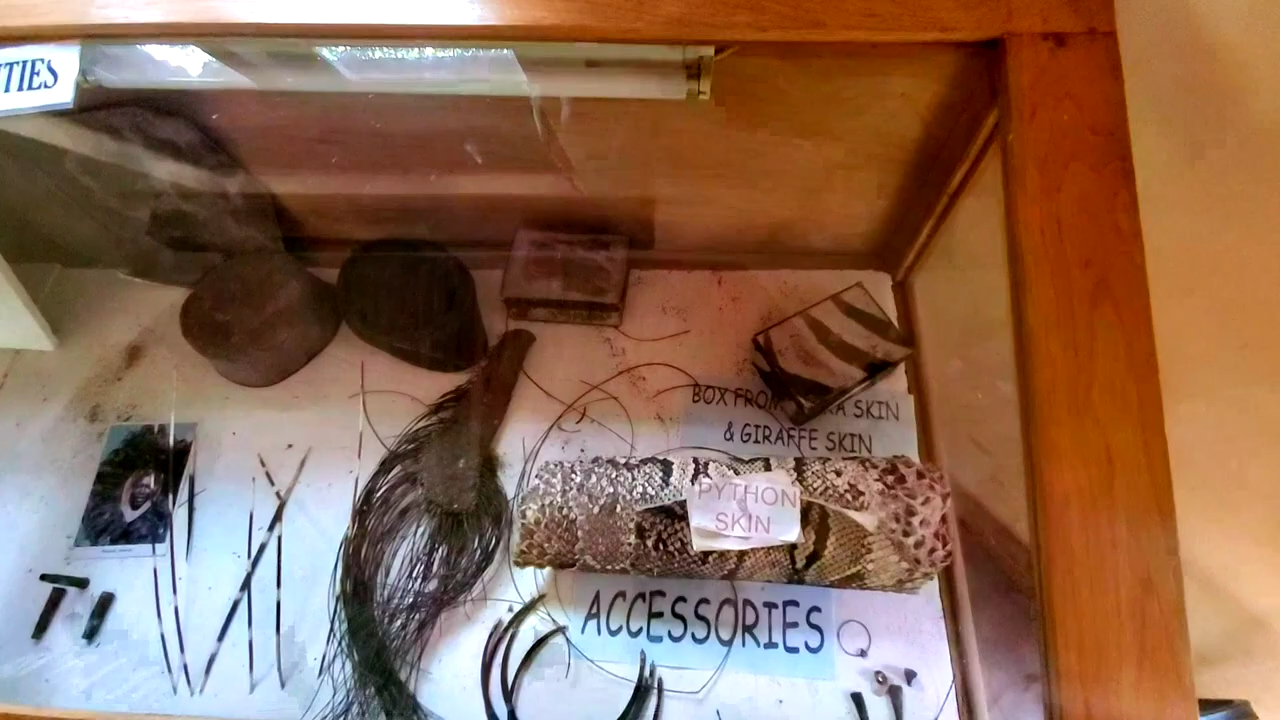 TIES
BOX FROM SKIN
& GIRAFFE SKIN
PYTHON
SKIN
ACCESSORIES